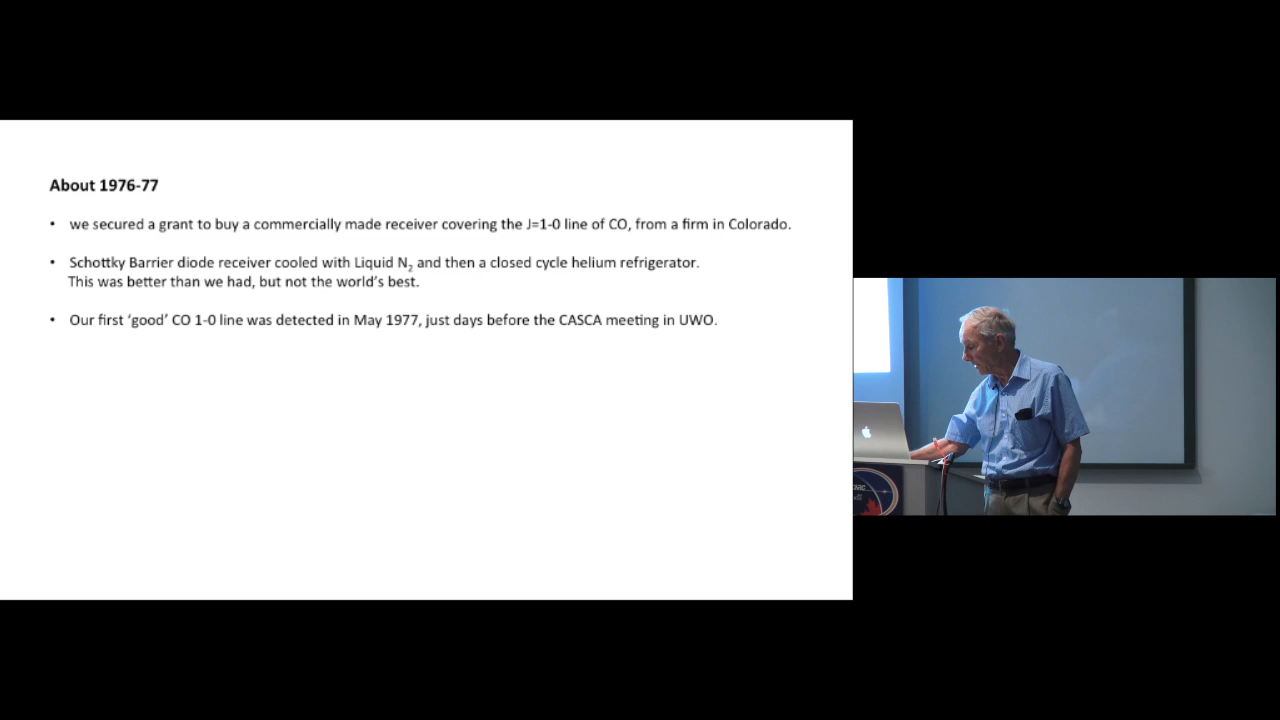 About 1976-77
• we secured a grant to buy a commercially made receiver covering the J=1-0 line of CO, from a firm in Colorado.
• Schottky Barrier diode receiver cooled with Liquid N₂ and then a closed cycle helium refrigerator.
This was better than we had, but not the world's best.
• Our first 'good' CO 1-0 line was detected in May 1977, just days before the CASCA meeting in UWO.